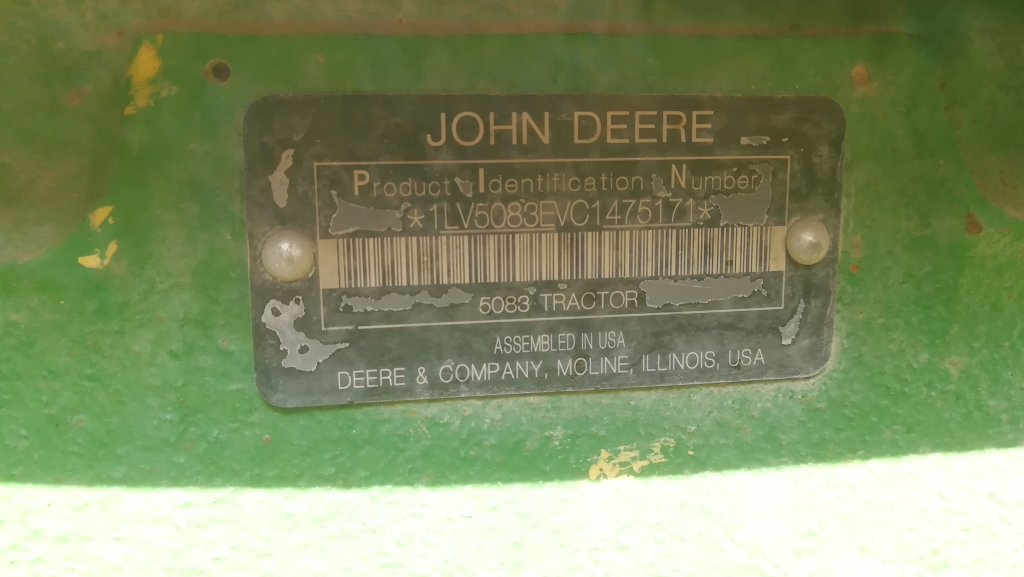 JOHN DEERE
Product Identification Number
*1LV5083EVC1475171*
5083 TRACTOR
ASSEMBLED IN USA
DEERE & COMPANY, MOLINE, ILLINOIS, USA